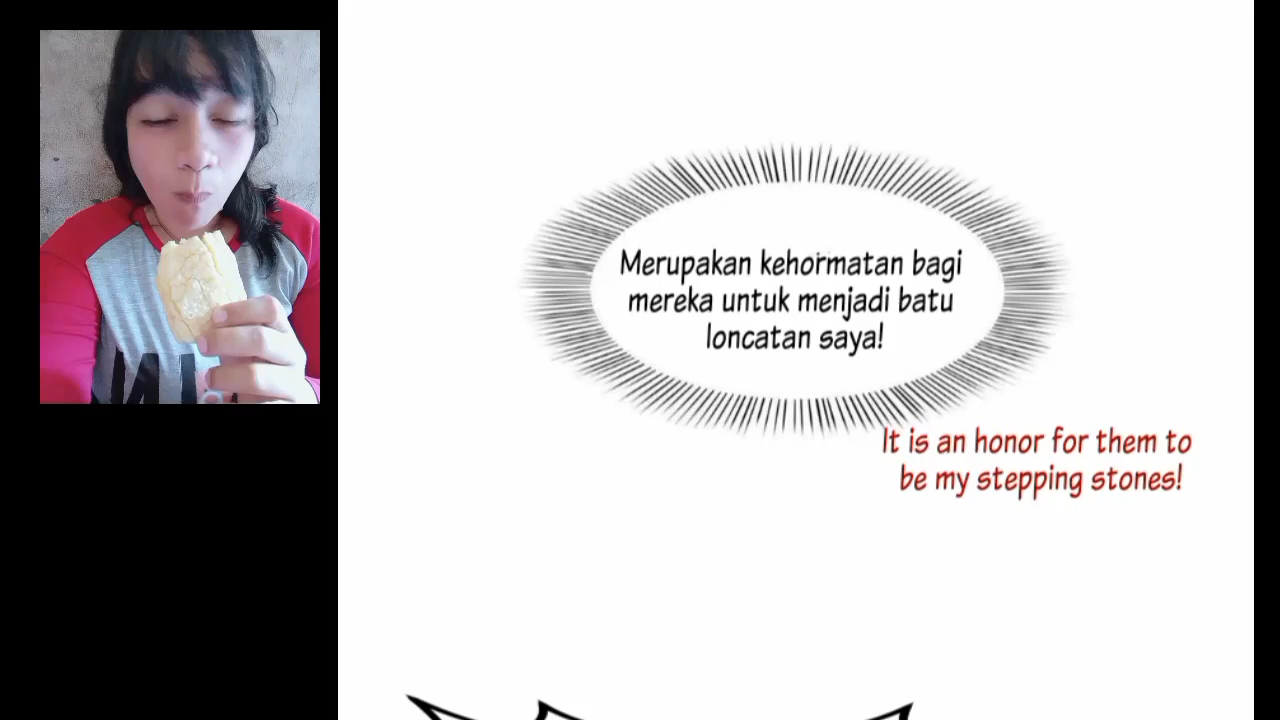 Merupakan kehormatan bagi
mereka untuk menjadi batu
loncatan saya!
It is an honor for them to
be my stepping stones!